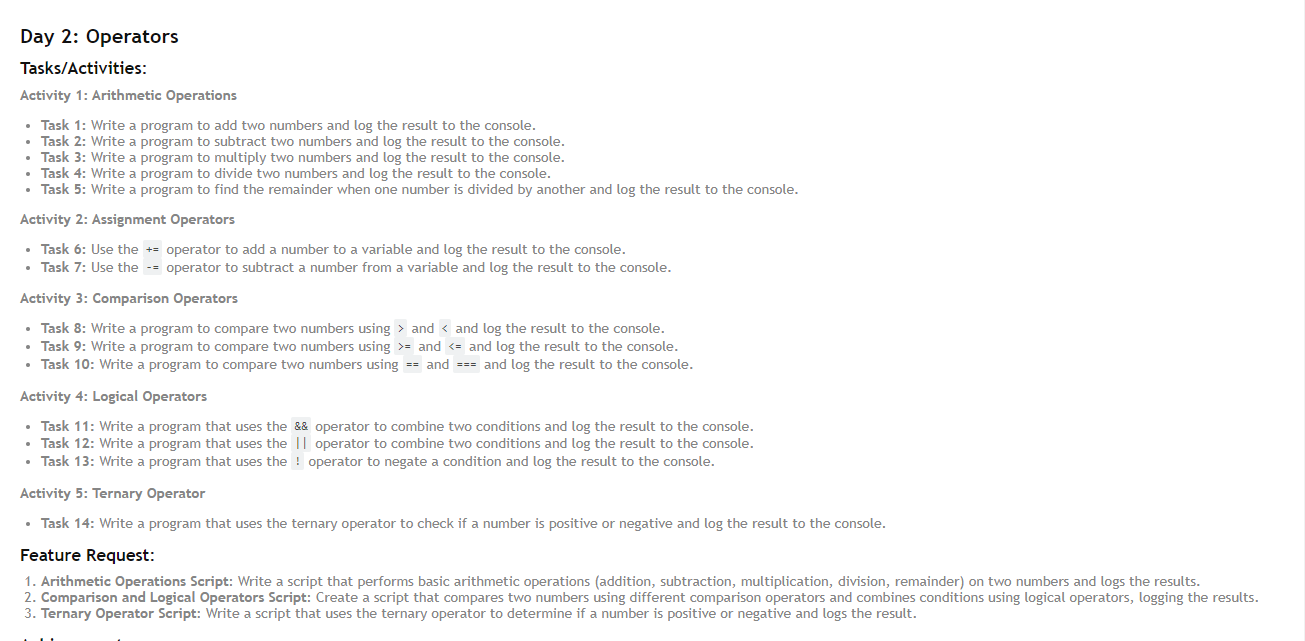 Day 2: Operators
Tasks/Activities:
Activity 1: Arithmetic Operations
• Task 1: Write a program to add two numbers and log the result to the console.
• Task 2: Write a program to subtract two numbers and log the result to the console.
• Task 3: Write a program to multiply two numbers and log the result to the console.
• Task 4: Write a program to divide two numbers and log the result to the console.
• Task 5: Write a program to find the remainder when one number is divided by another and log the result to the console.
Activity 2: Assignment Operators
• Task 6: Use the += operator to add a number to a variable and log the result to the console.
• Task 7: Use the -= operator to subtract a number from a variable and log the result to the console.
Activity 3: Comparison Operators
• Task 8: Write a program to compare two numbers using > and < and log the result to the console.
• Task 9: Write a program to compare two numbers using >= and <= and log the result to the console.
• Task 10: Write a program to compare two numbers using == and === and log the result to the console.
Activity 4: Logical Operators
• Task 11: Write a program that uses the && operator to combine two conditions and log the result to the console.
• Task 12: Write a program that uses the || operator to combine two conditions and log the result to the console.
• Task 13: Write a program that uses the ! operator to negate a condition and log the result to the console.
Activity 5: Ternary Operator
• Task 14: Write a program that uses the ternary operator to check if a number is positive or negative and log the result to the console.
Feature Request:
1. Arithmetic Operations Script: Write a script that performs basic arithmetic operations (addition, subtraction, multiplication, division, remainder) on two numbers and logs the results.
2. Comparison and Logical Operators Script: Create a script that compares two numbers using different comparison operators and combines conditions using logical operators, logging the results.
3. Ternary Operator Script: Write a script that uses the ternary operator to determine if a number is positive or negative and logs the result.